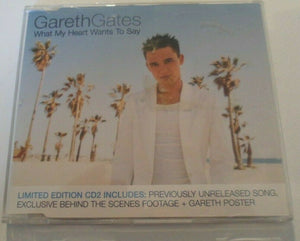 GarethGates
What My Heart Wants To Say
LIMITED EDITION CD2 INCLUDES: PREVIOUSLY UNRELEASED SONG,
EXCLUSIVE BEHIND THE SCENES FOOTAGE + GARETH POSTER